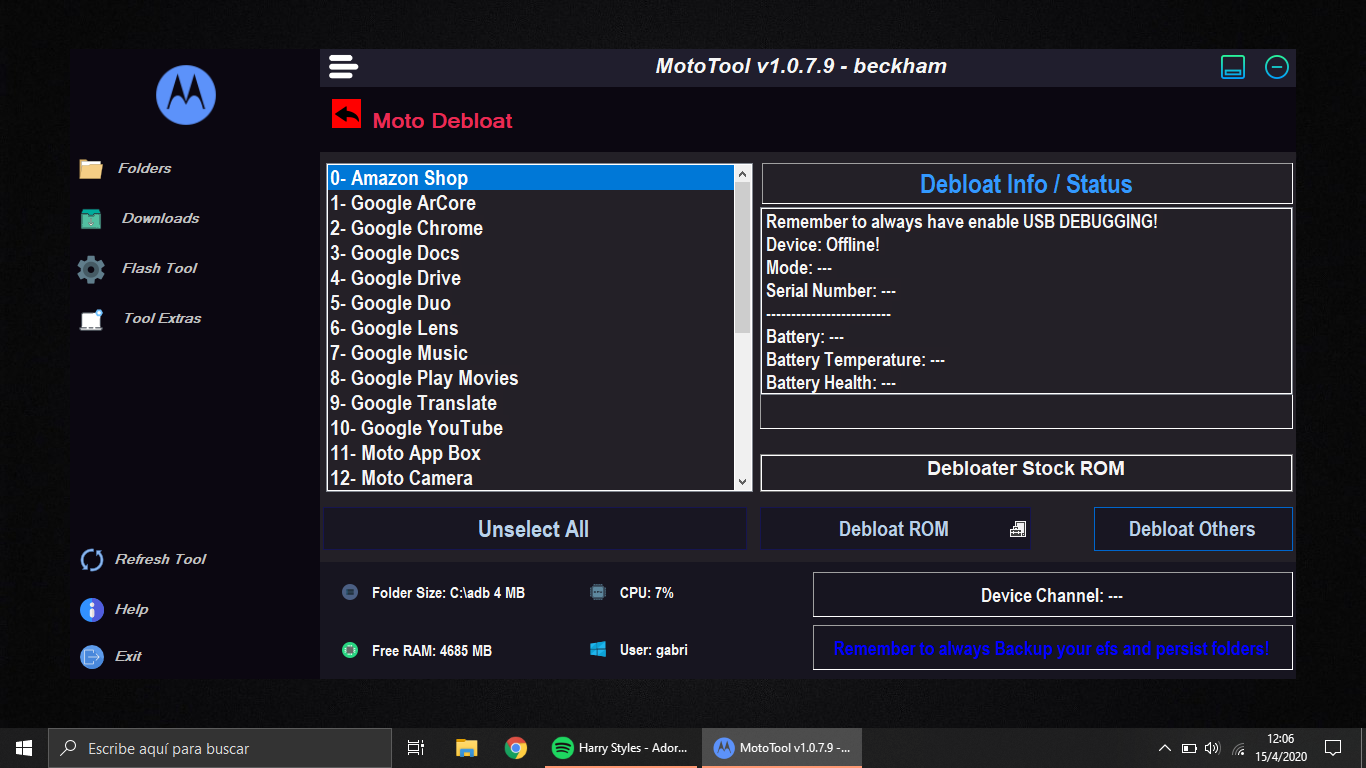 MotoTool v1.0.7.9 - beckham
Moto Debloat
Folders
Downloads
Flash Tool
Tool Extras
Refresh Tool
Help
Exit
0- Amazon Shop
1- Google ArCore
2- Google Chrome
3- Google Docs
4- Google Drive
5- Google Duo
6- Google Lens
7- Google Music
8- Google Play Movies
9- Google Translate
10- Google YouTube
11- Moto App Box
12- Moto Camera
Debloat Info / Status
Remember to always have enable USB DEBUGGING!
Device: Offline!
Mode: ---
Serial Number: ---
-------------------------
Battery: ---
Battery Temperature: ---
Battery Health: ---
Debloater Stock ROM
Unselect All
Debloat ROM
Debloat Others
Folder Size: C:\adb 4 MB
CPU: 7%
Device Channel: ---
Free RAM: 4685 MB
User: gabri
Remember to always Backup your efs and persist folders!
Escribe aquí para buscar
Harry Styles - Ador...
MotoTool v1.0.7.9 -...
12:06
15/4/2020